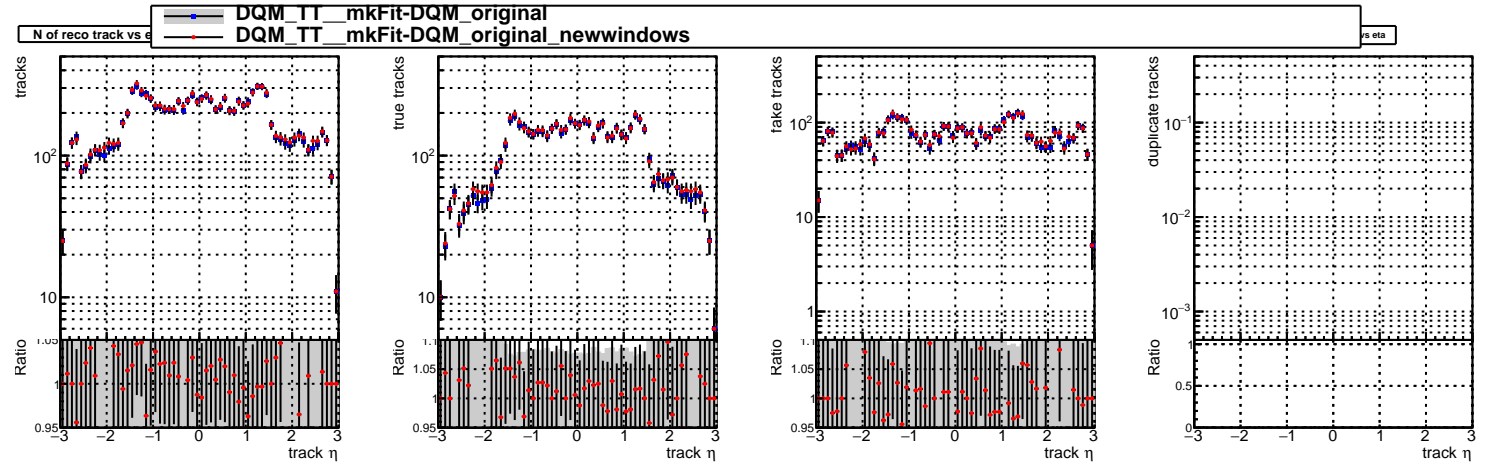 DQM_TT__mkFit-DQM_original
DQM_TT__mkFit-DQM_original_newwindows
N of reco track vs e
vs eta
tracks
10²
10
Ratio
1.05
1
0.95
−3 −2 −1 0 1 2 3
track η
true tracks
10²
10
Ratio
1.1
1.05
1
0.95
−3 −2 −1 0 1 2 3
track η
fake tracks
10²
10
1
Ratio
1.1
1.05
1
0.95
−3 −2 −1 0 1 2 3
track η
duplicate tracks
10⁻¹
10⁻²
10⁻³
Ratio
1
0.5
0
−3 −2 −1 0 1 2 3
track η